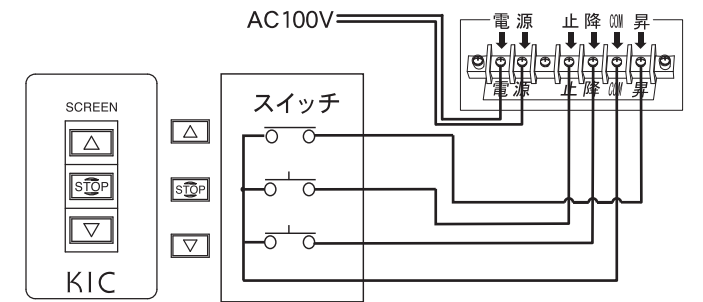 AC100V
電源 止 降 COM 昇
電源 止 降 COM 昇
SCREEN
STOP
KIC
STOP
スイッチ